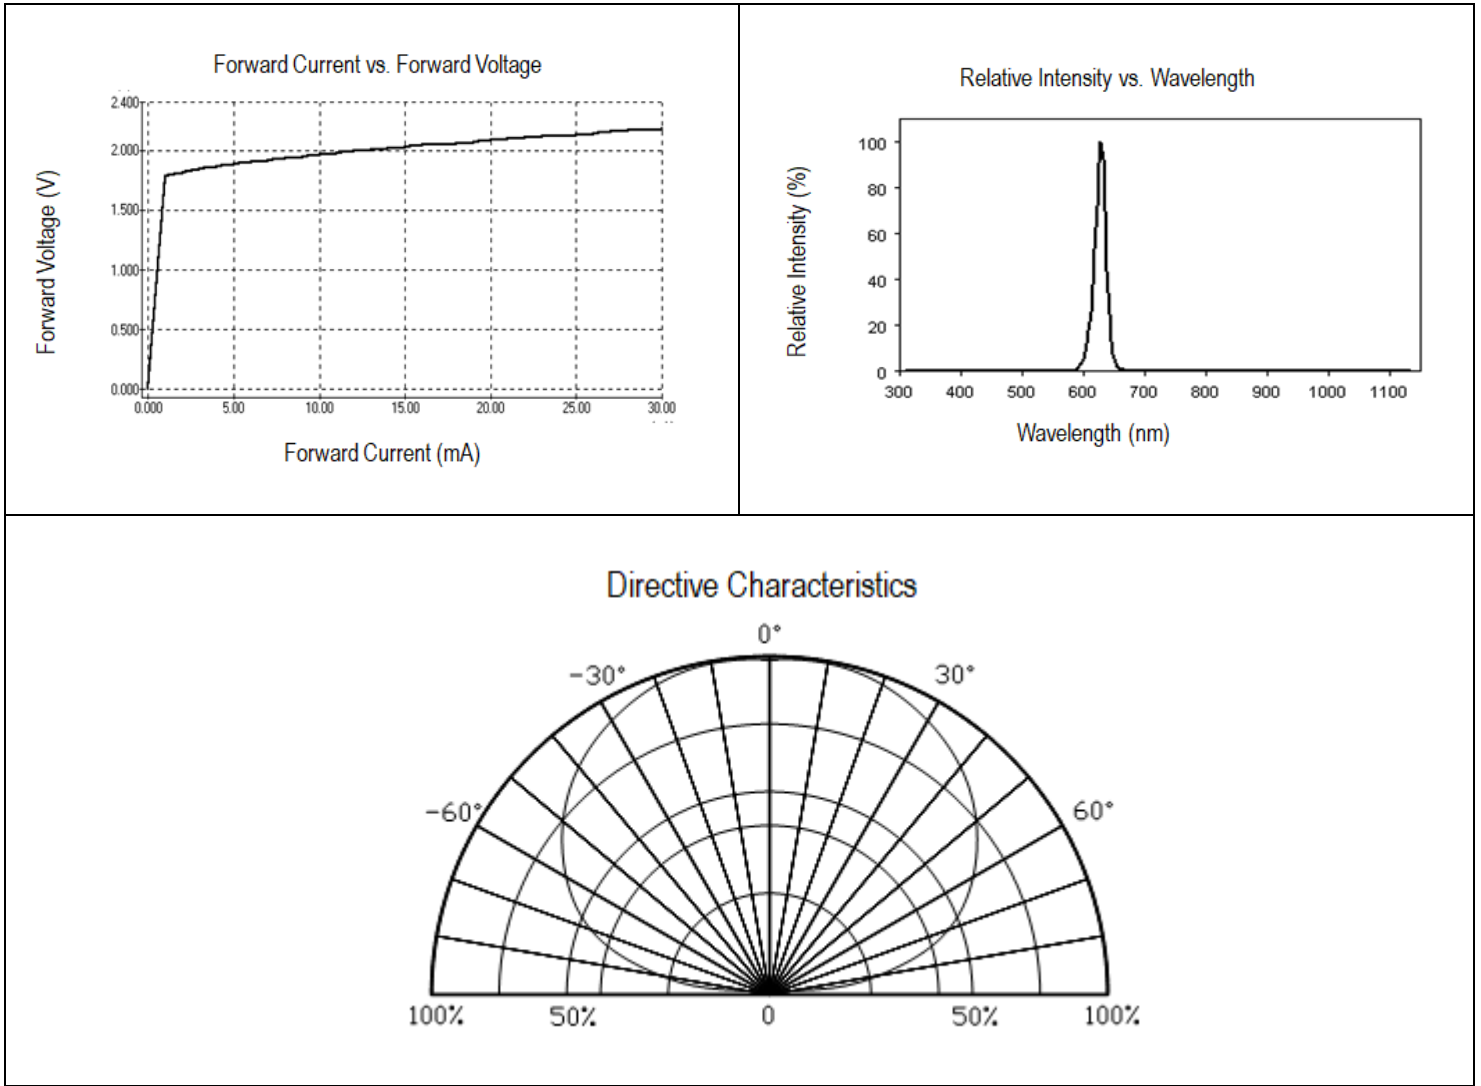 Forward Current vs. Forward Voltage
2.400
2.000
1.500
1.000
0.500
0.000
0.000 5.00 10.00 15.00 20.00 25.00 30.00
Forward Voltage (V)
Forward Current (mA)
Relative Intensity vs. Wavelength
100
80
60
40
20
0
300 400 500 600 700 800 900 1000 1100
Relative Intensity (%)
Wavelength (nm)
Directive Characteristics
0°
-30° 30°
-60° 60°
100% 50% 0 50% 100%